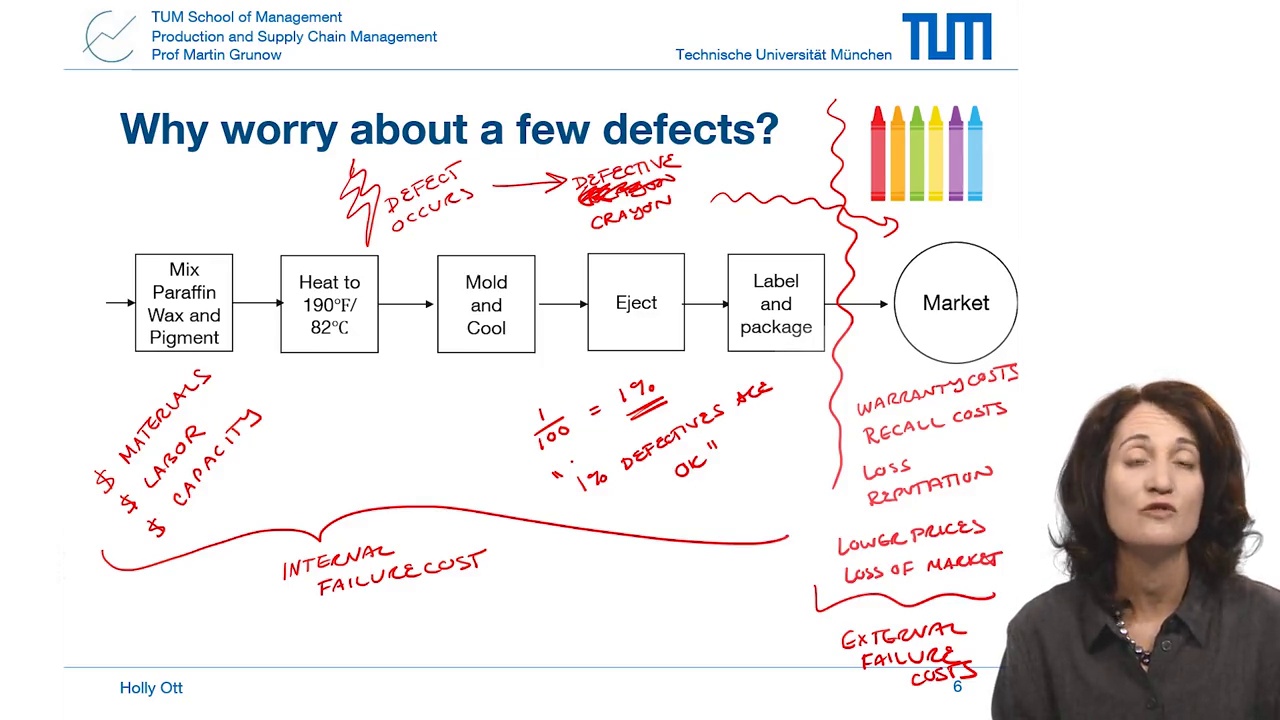 TUM School of Management
Production and Supply Chain Management
Prof Martin Grunow
Technische Universität München
TUM
Why worry about a few defects?
DEFECT
OCCURS
DEFECTIVE
CRAYON
Mix
Paraffin
Wax and
Pigment
Heat to
190°F/
82°C
Mold
and
Cool
Eject
Label
and
package
Market
$ MATERIALS
$ LABOR
$ CAPACITY
1/100 = 1%
"1% DEFECTIVES ARE
OK"
WARRANTY COSTS
RECALL COSTS
LOSS
REPUTATION
LOWER PRICES
LOSS OF MARKET
INTERNAL
FAILURE COST
EXTERNAL
FAILURE
COSTS
Holly Ott
6